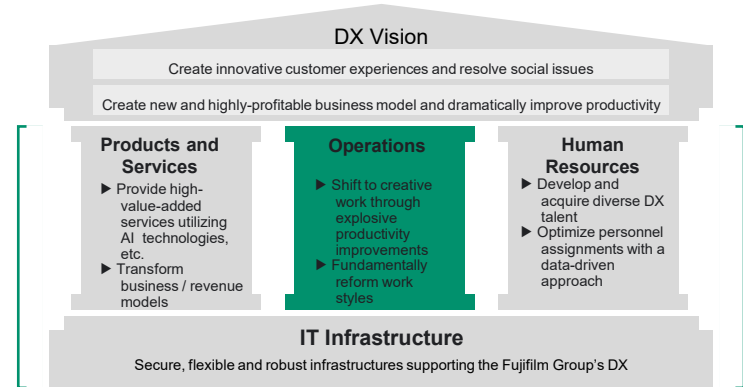 DX Vision
Create innovative customer experiences and resolve social issues
Create new and highly-profitable business model and dramatically improve productivity
Products and
Services
▶ Provide high-
value-added
services utilizing
AI technologies,
etc.
▶ Transform
business / revenue
models
Operations
▶ Shift to creative
work through
explosive
productivity
improvements
▶ Fundamentally
reform work
styles
Human
Resources
▶ Develop and
acquire diverse DX
talent
▶ Optimize personnel
assignments with a
data-driven
approach
IT Infrastructure
Secure, flexible and robust infrastructures supporting the Fujifilm Group's DX